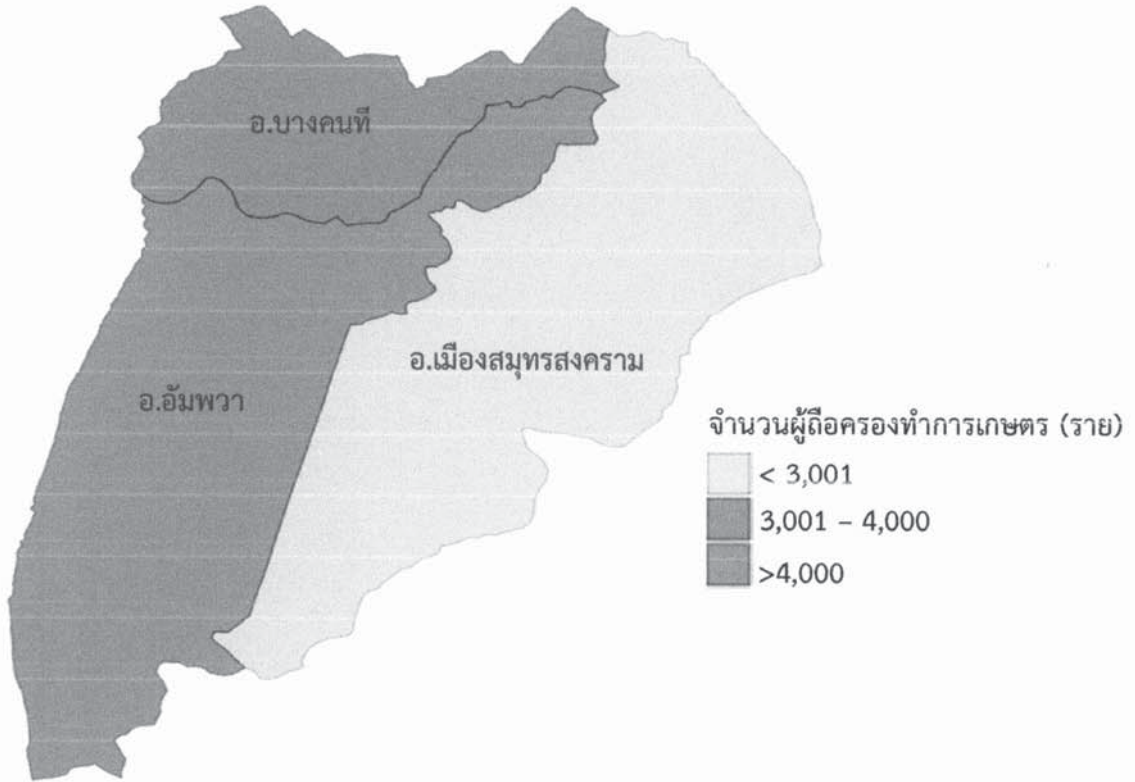 อ.บางคนที
อ.เมืองสมุทรสงคราม
อ.อัมพวา
จำนวนผู้ถือครองทำการเกษตร (ราย)
< 3,001
3,001 – 4,000
>4,000